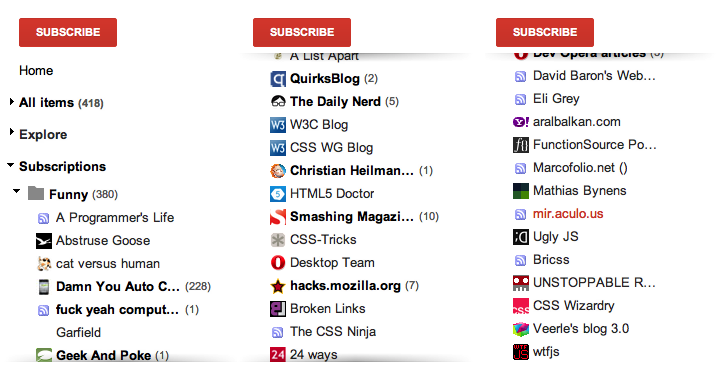 SUBSCRIBE
Home
All items (418)
Explore
Subscriptions
Funny (380)
A Programmer's Life
Abstruse Goose
cat versus human
Damn You Auto C... (228)
fuck yeah comput... (1)
Garfield
Geek And Poke (1)
SUBSCRIBE
A List Apart
QuirksBlog (2)
The Daily Nerd (5)
W3C Blog
CSS WG Blog
Christian Heilman... (1)
HTML5 Doctor
Smashing Magazi... (10)
CSS-Tricks
Desktop Team
hacks.mozilla.org (7)
Broken Links
The CSS Ninja
24 ways
SUBSCRIBE
Dev Opera articles
David Baron's Web...
Eli Grey
aralbalkan.com
FunctionSource Po...
Marcofolio.net ()
Mathias Bynens
mir.aculo.us
Ugly JS
Bricss
UNSTOPPABLE R...
CSS Wizardry
Veerle's blog 3.0
wtfjs